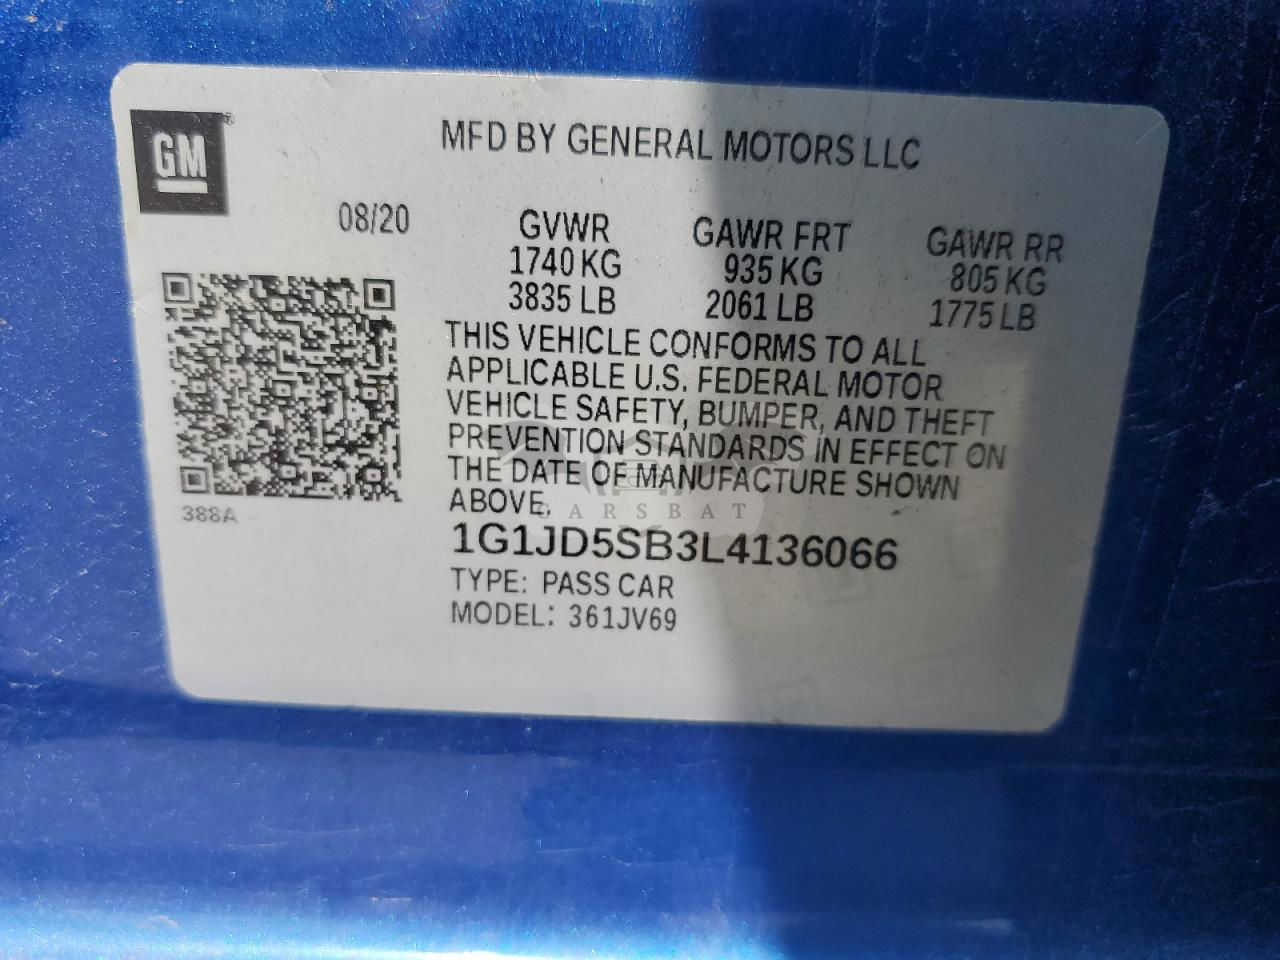 GM®
MFD BY GENERAL MOTORS LLC
08/20
GVWR GAWR FRT GAWR RR
1740 KG 935 KG 805 KG
3835 LB 2061 LB 1775 LB
THIS VEHICLE CONFORMS TO ALL
APPLICABLE U.S. FEDERAL MOTOR
VEHICLE SAFETY, BUMPER, AND THEFT
PREVENTION STANDARDS IN EFFECT ON
THE DATE OF MANUFACTURE SHOWN
ABOVE.
ARSBAT
388A
1G1JD5SB3L4136066
TYPE: PASS CAR
MODEL: 361JV69